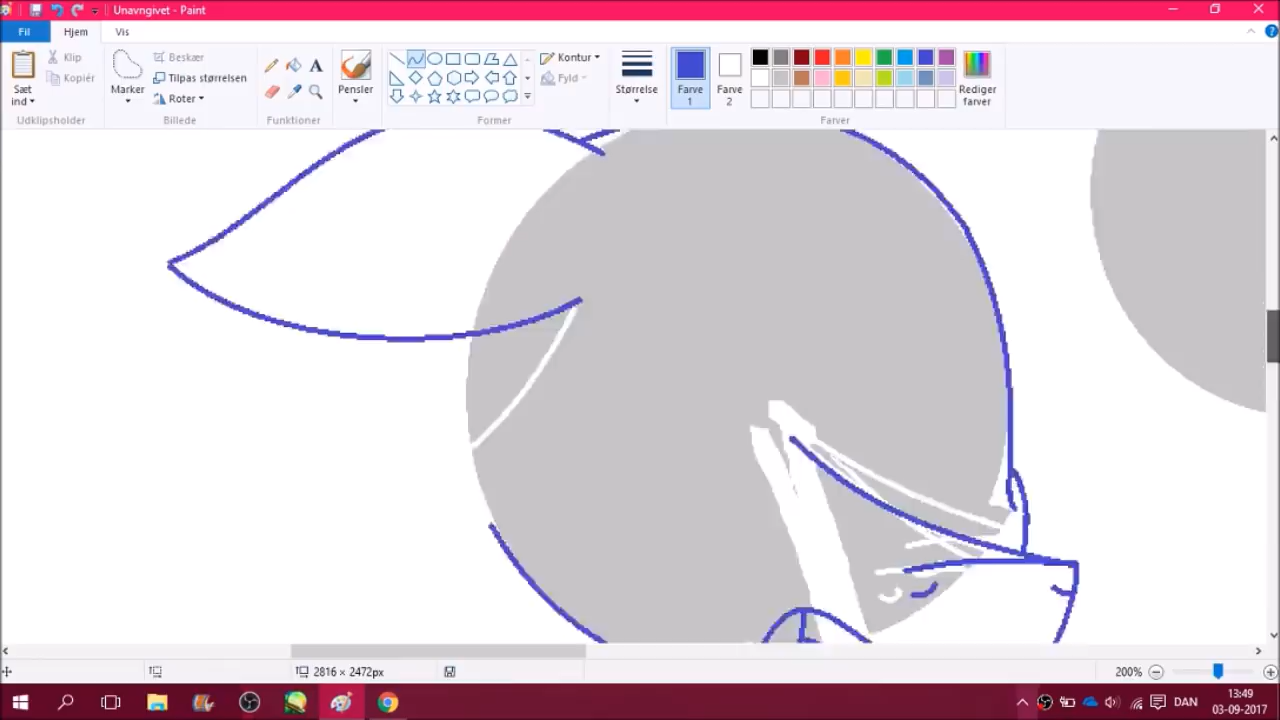 Unavngivet - Paint
Fil Hjem Vis
Sæt ind
Klip
Kopiér
Udklipsholder
Marker
Beskær
Tilpas størrelsen
Roter
Billede
A
Funktioner
Pensler
Kontur
Fyld
Former
Størrelse
Farve 1
Farve 2
Rediger farver
Farver
2816 × 2472px
200%
DAN
13:49
03-09-2017